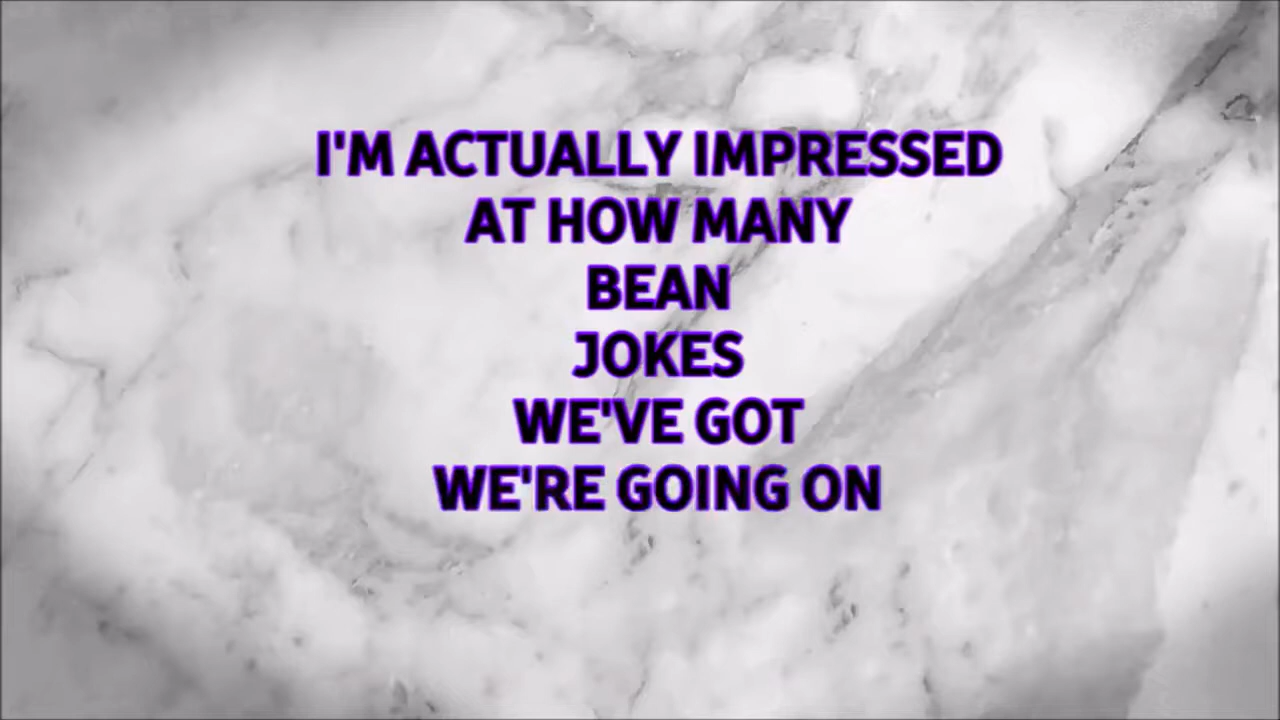 I'M ACTUALLY IMPRESSED
AT HOW MANY
BEAN
JOKES
WE'VE GOT
WE'RE GOING ON